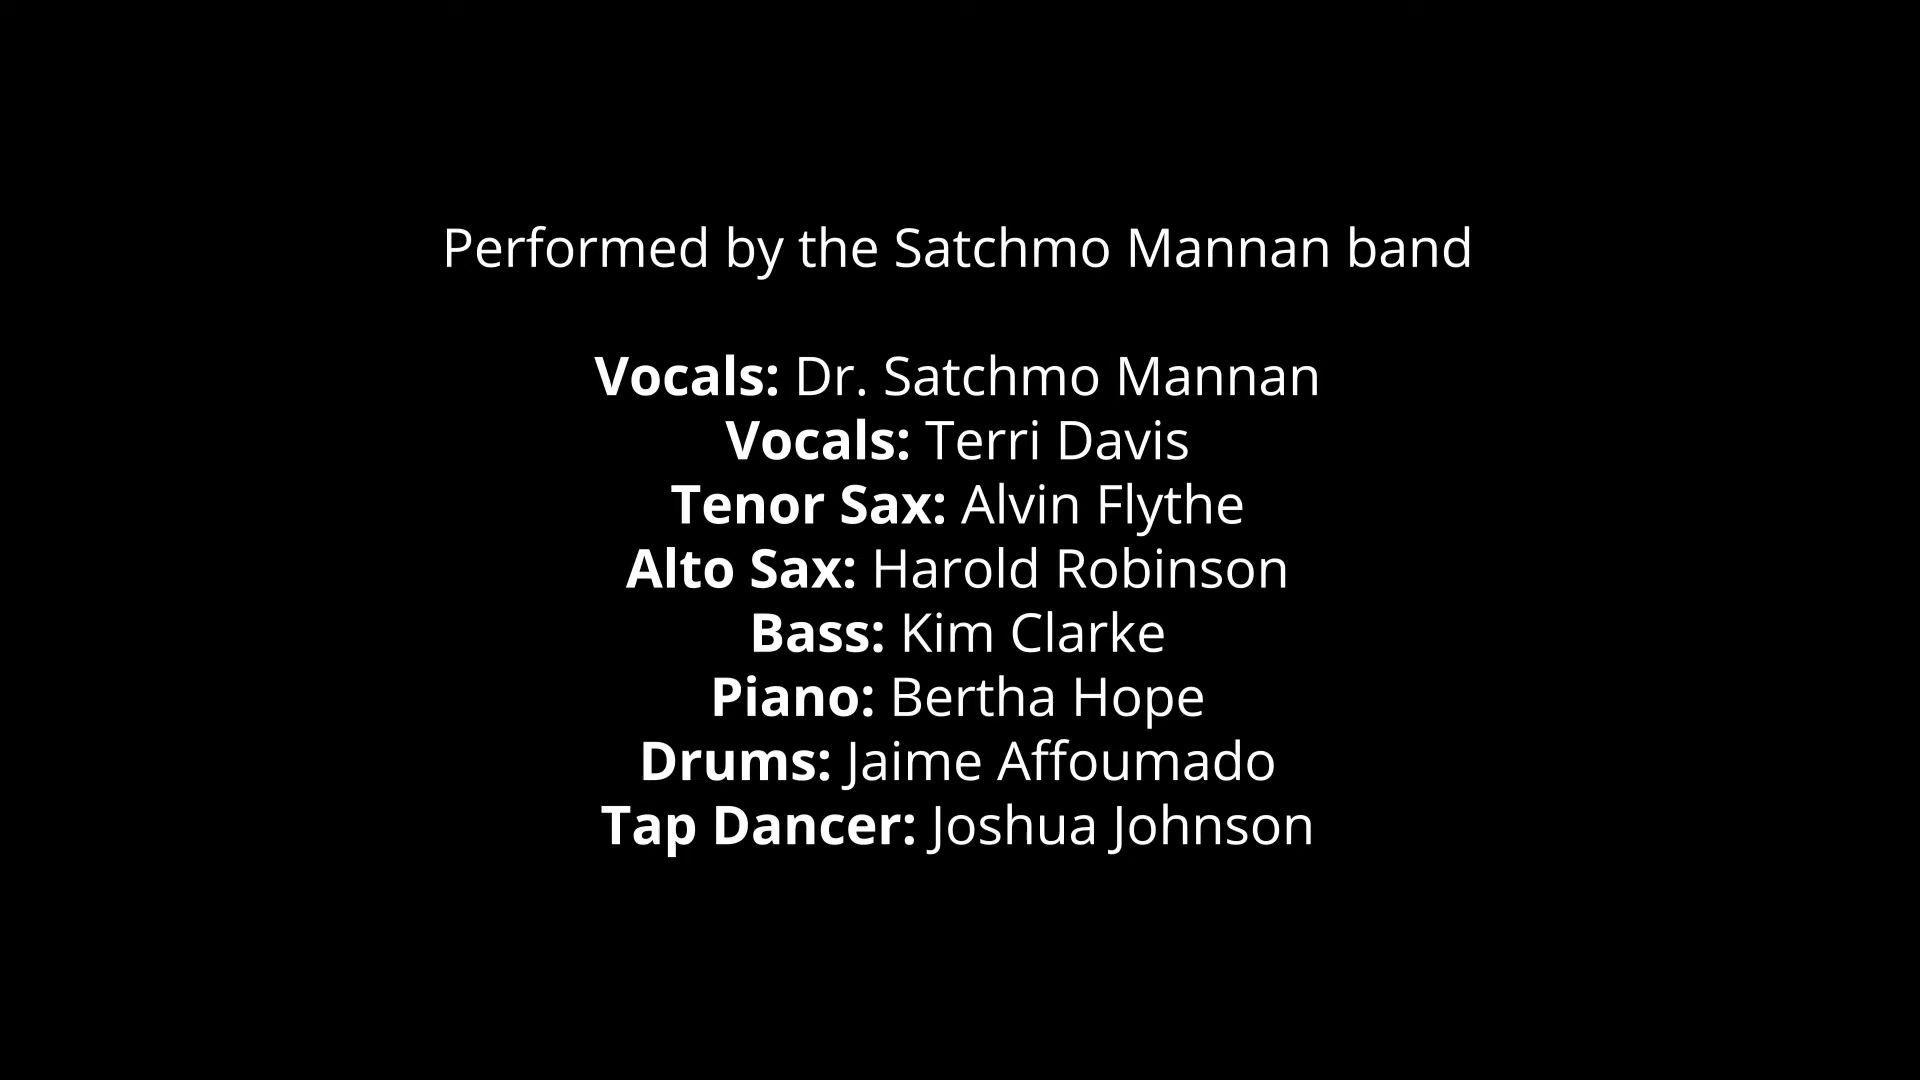 Performed by the Satchmo Mannan band
Vocals: Dr. Satchmo Mannan
Vocals: Terri Davis
Tenor Sax: Alvin Flythe
Alto Sax: Harold Robinson
Bass: Kim Clarke
Piano: Bertha Hope
Drums: Jaime Affoumado
Tap Dancer: Joshua Johnson